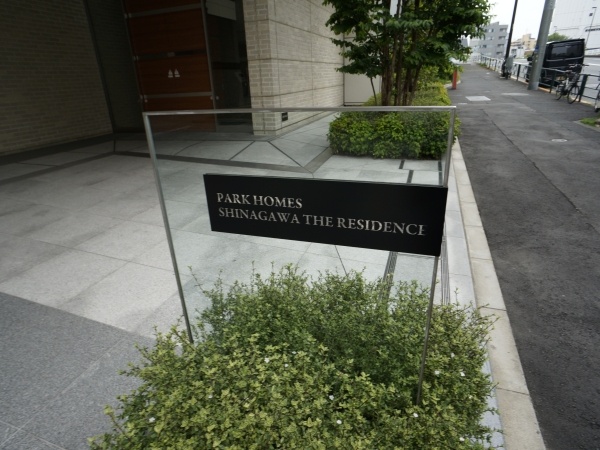 PARK HOMES
SHINAGAWA THE RESIDENCE